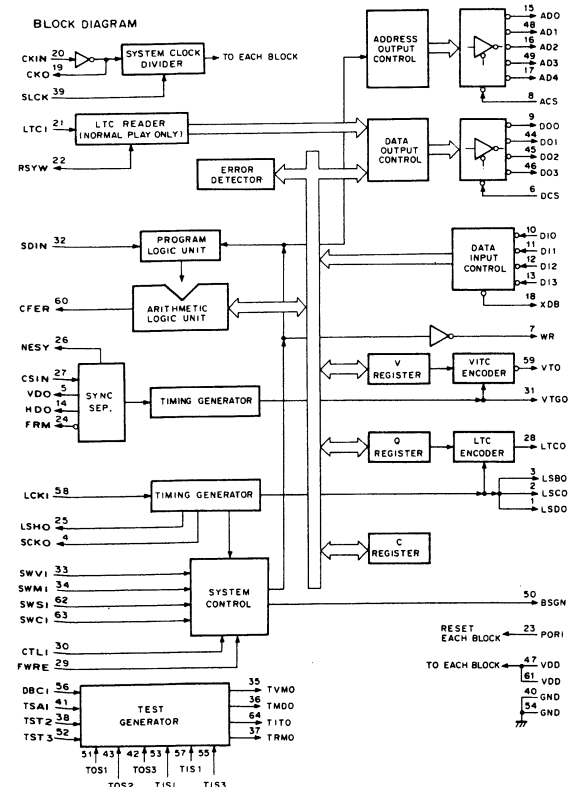 BLOCK DIAGRAM
CKIN 20
CKO 19
SYSTEM CLOCK
DIVIDER
TO EACH BLOCK
SLCK 39
LTCI 21
LTC READER
(NORMAL PLAY ONLY)
RSYW 22
ERROR
DETECTOR
ADDRESS
OUTPUT
CONTROL
15 AD0
48 AD1
16 AD2
49 AD3
17 AD4
8 ACS
DATA
OUTPUT
CONTROL
9 DO0
44 DO1
45 DO2
46 DO3
6 DCS
SDIN 32
PROGRAM
LOGIC UNIT
CFER 60
ARITHMETIC
LOGIC UNIT
DATA
INPUT
CONTROL
10 DI0
11 DI1
12 DI2
13 DI3
18 XDB
7 WR
NESY 26
CSIN 27
VDO 5
HDO 14
FRM 24
SYNC
SEP.
TIMING GENERATOR
V
REGISTER
VITC
ENCODER
59 VTO
31 VTGO
Q
REGISTER
LTC
ENCODER
28 LTCO
3 LSBO
2 LSCO
1 LSDO
LCKI 58
TIMING GENERATOR
LSHO 25
SCKO 4
C
REGISTER
SWVI 33
SWMI 34
SWSI 62
SWCI 63
SYSTEM
CONTROL
CTLI 30
FWRE 29
50 BSGN
RESET
EACH BLOCK
23 PORI
TO EACH BLOCK
47 VDD
61 VDD
40 GND
54 GND
DBCI 56
TSAI 41
TST2 38
TST3 52
TEST
GENERATOR
35 TVMO
36 TMDO
64 TITO
37 TRMO
51 43 42 53 57 55
TOS1 TOS3 TIS1
TOS2 TIS1 TIS3